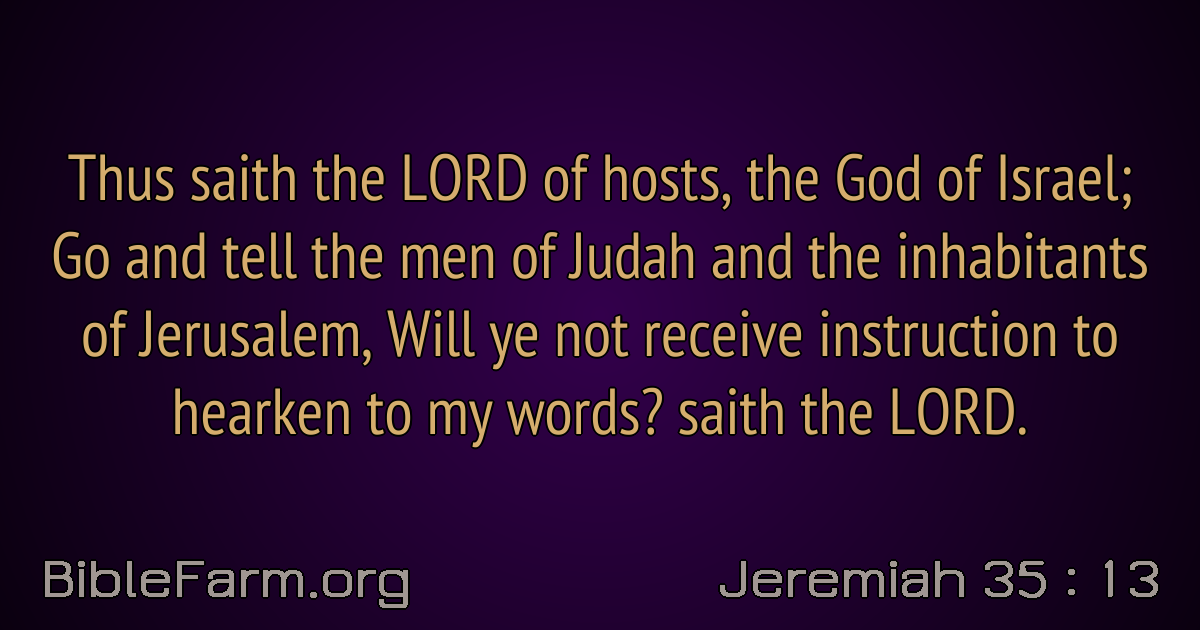 Thus saith the LORD of hosts, the God of Israel;
Go and tell the men of Judah and the inhabitants
of Jerusalem, Will ye not receive instruction to
hearken to my words? saith the LORD.
BibleFarm.org
Jeremiah 35 : 13